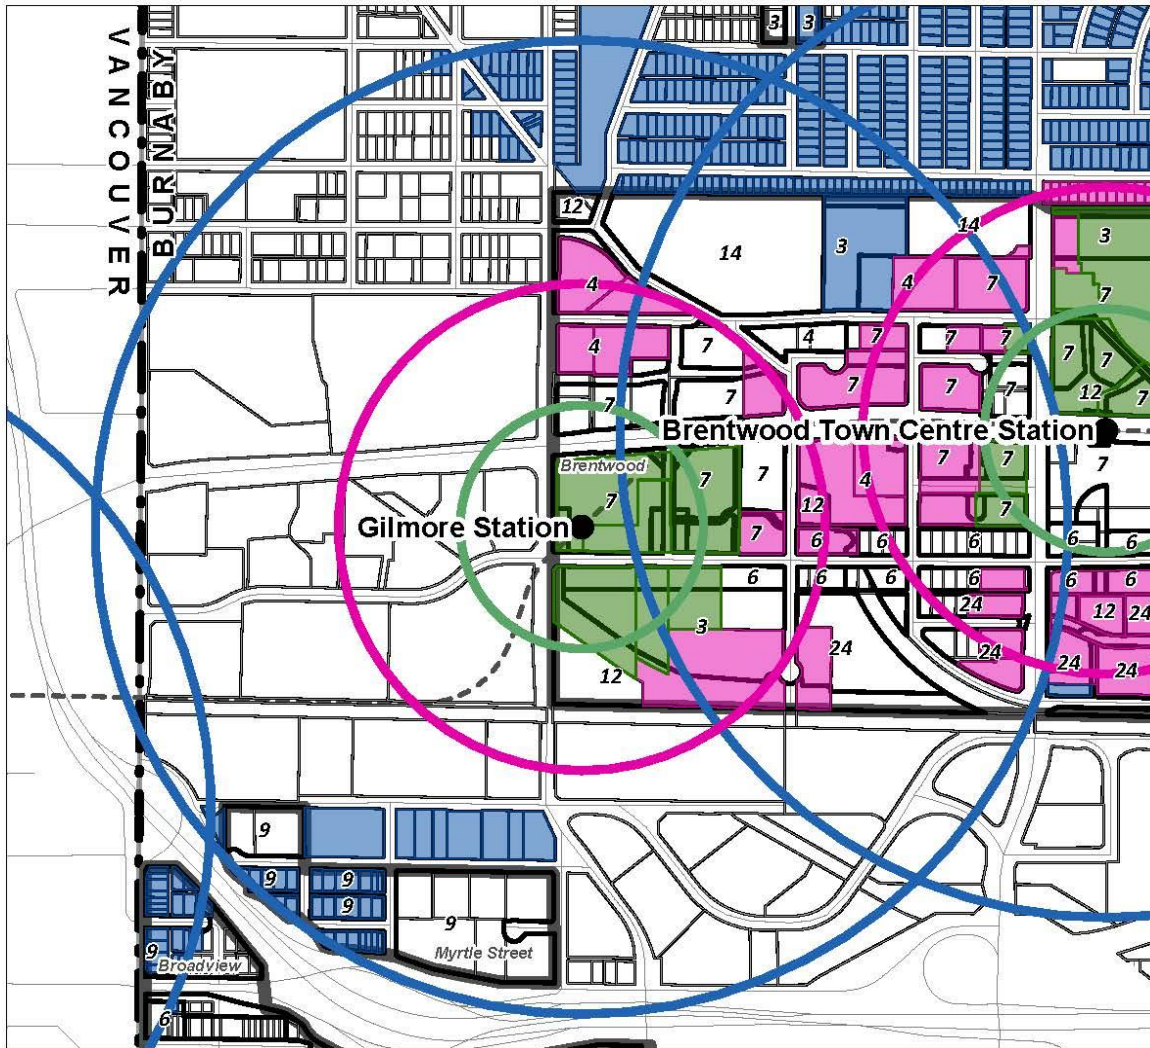 VANCOUVER
BURNABY
3 3
12
14
3
14
3
4
4 7
7
4
7 4 7 7 7
7 7 7
7 7 7 7 12
Brentwood Town Centre Station
Brentwood
7 7 7 4 7 7 7
Gilmore Station
7 12 7
6 6 6 6 6
6 6 6 6 6 6
24 12 24
3
24 24 24 24
12
9
9 9
9
9
Myrtle Street
9
Broadview
6